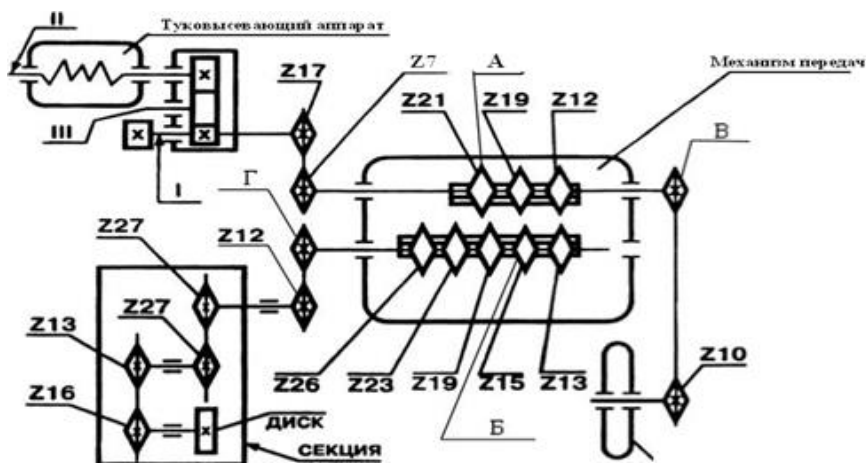 II
Туковысевающий аппарат
Z17
Z7
А
Механизм передач
Z21
Z19
Z12
В
III
I
Г
Z27
Z12
Z27
Z13
Z16
Z26
Z23
Z19
Z15
Z13
Z10
Б
ДИСК
СЕКЦИЯ